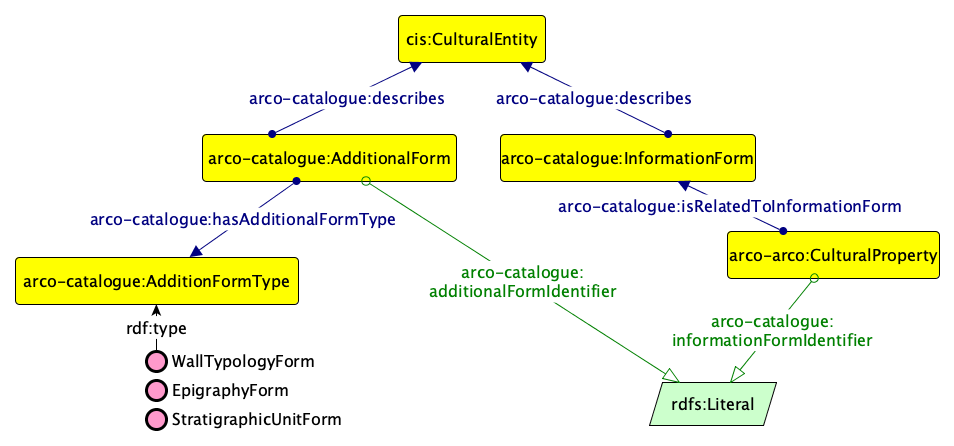 cis:CulturalEntity
arco-catalogue:describes
arco-catalogue:describes
arco-catalogue:AdditionalForm
arco-catalogue:InformationForm
arco-catalogue:hasAdditionalFormType
arco-catalogue:isRelatedToInformationForm
arco-arco:CulturalProperty
arco-catalogue:AdditionFormType
arco-catalogue:
additionalFormIdentifier
arco-catalogue:
informationFormIdentifier
rdf:type
WallTypologyForm
EpigraphyForm
StratigraphicUnitForm
rdfs:Literal